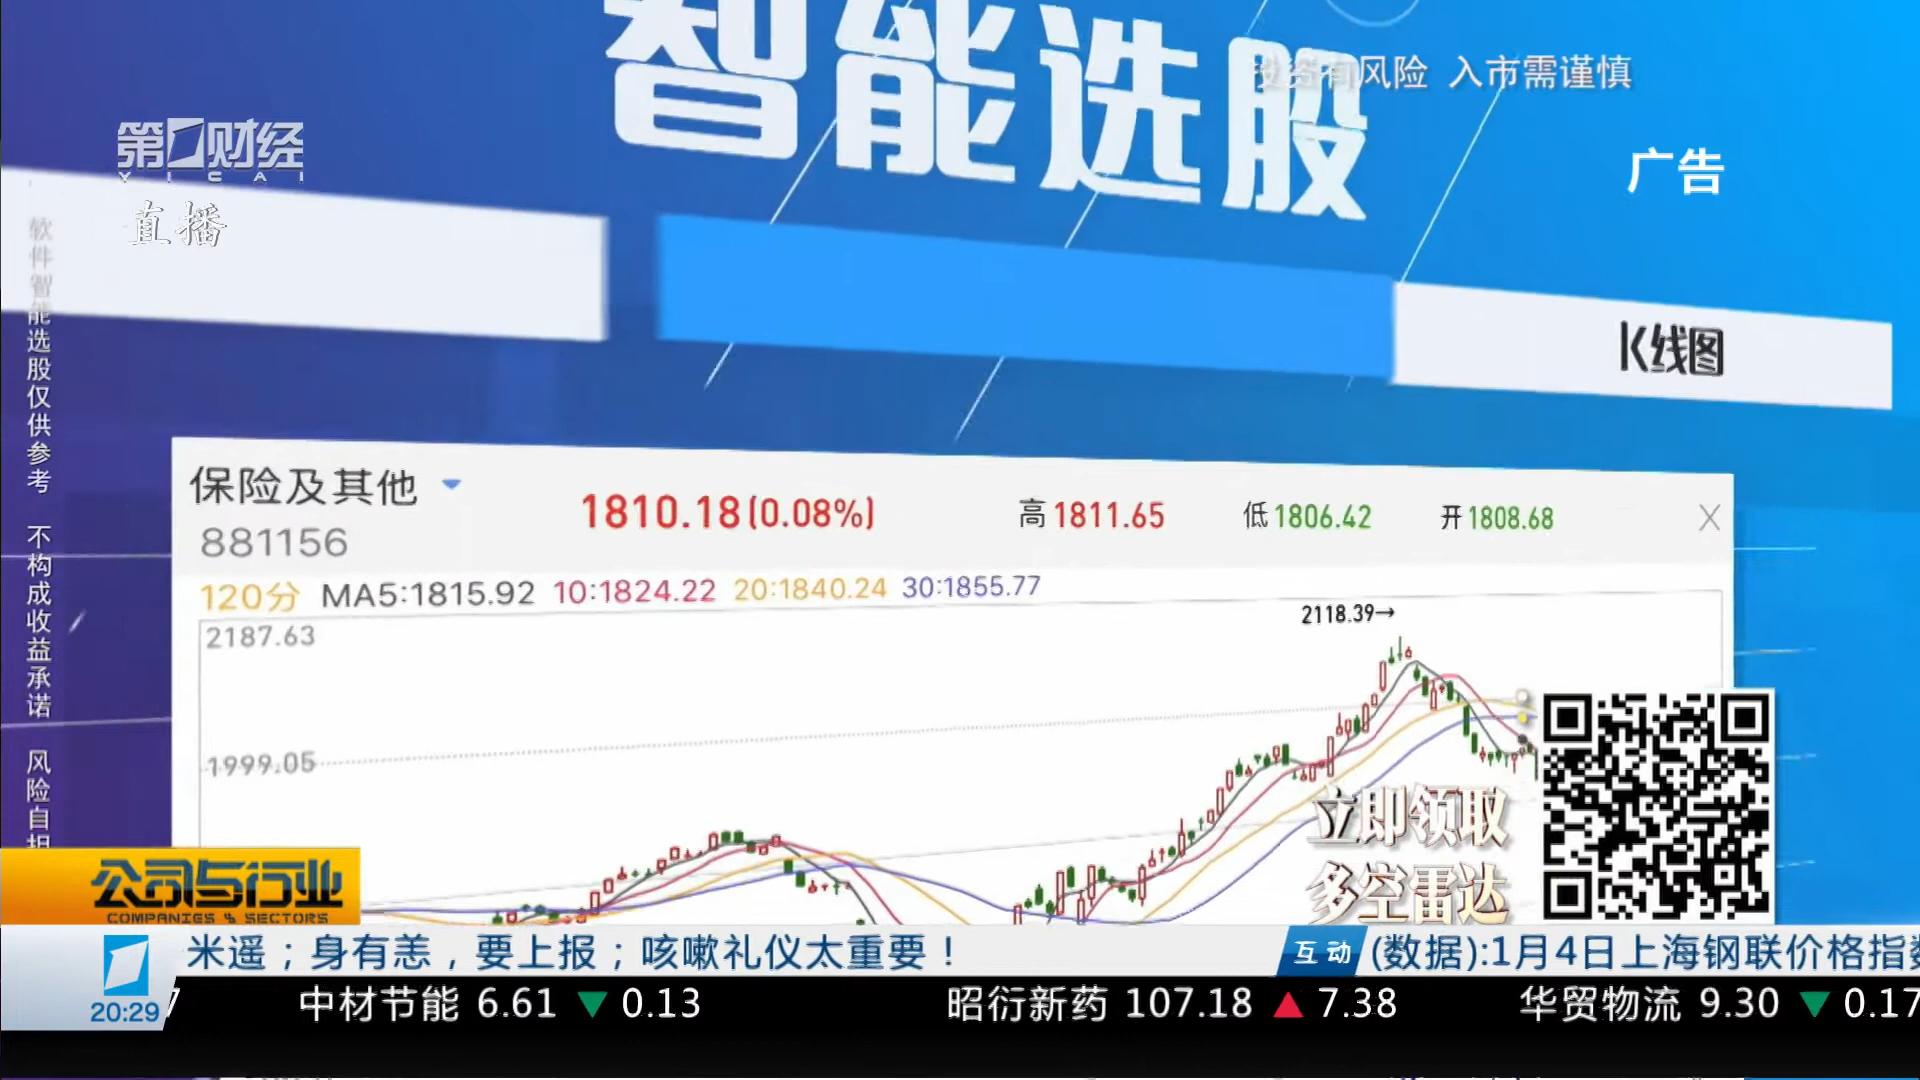 智能选股
投资有风险 入市需谨慎
第一财经
YICAI
直播
广告
软件智能选股仅供参考 不构成收益承诺 风险自担
K线图
保险及其他
881156
1810.18(0.08%)
高1811.65
低1806.42
开1808.68
X
120分 MA5:1815.92 10:1824.22 20:1840.24 30:1855.77
2187.63
2118.39→
1999.05
立即领取
多空雷达
公司与行业
COMPANIES & SECTORS
米遥；身有恙，要上报；咳嗽礼仪太重要！
互动
(数据):1月4日上海钢联价格指数
20:29
7 中材节能 6.61 ▼ 0.13 昭衍新药 107.18 ▲ 7.38 华贸物流 9.30 ▼ 0.17